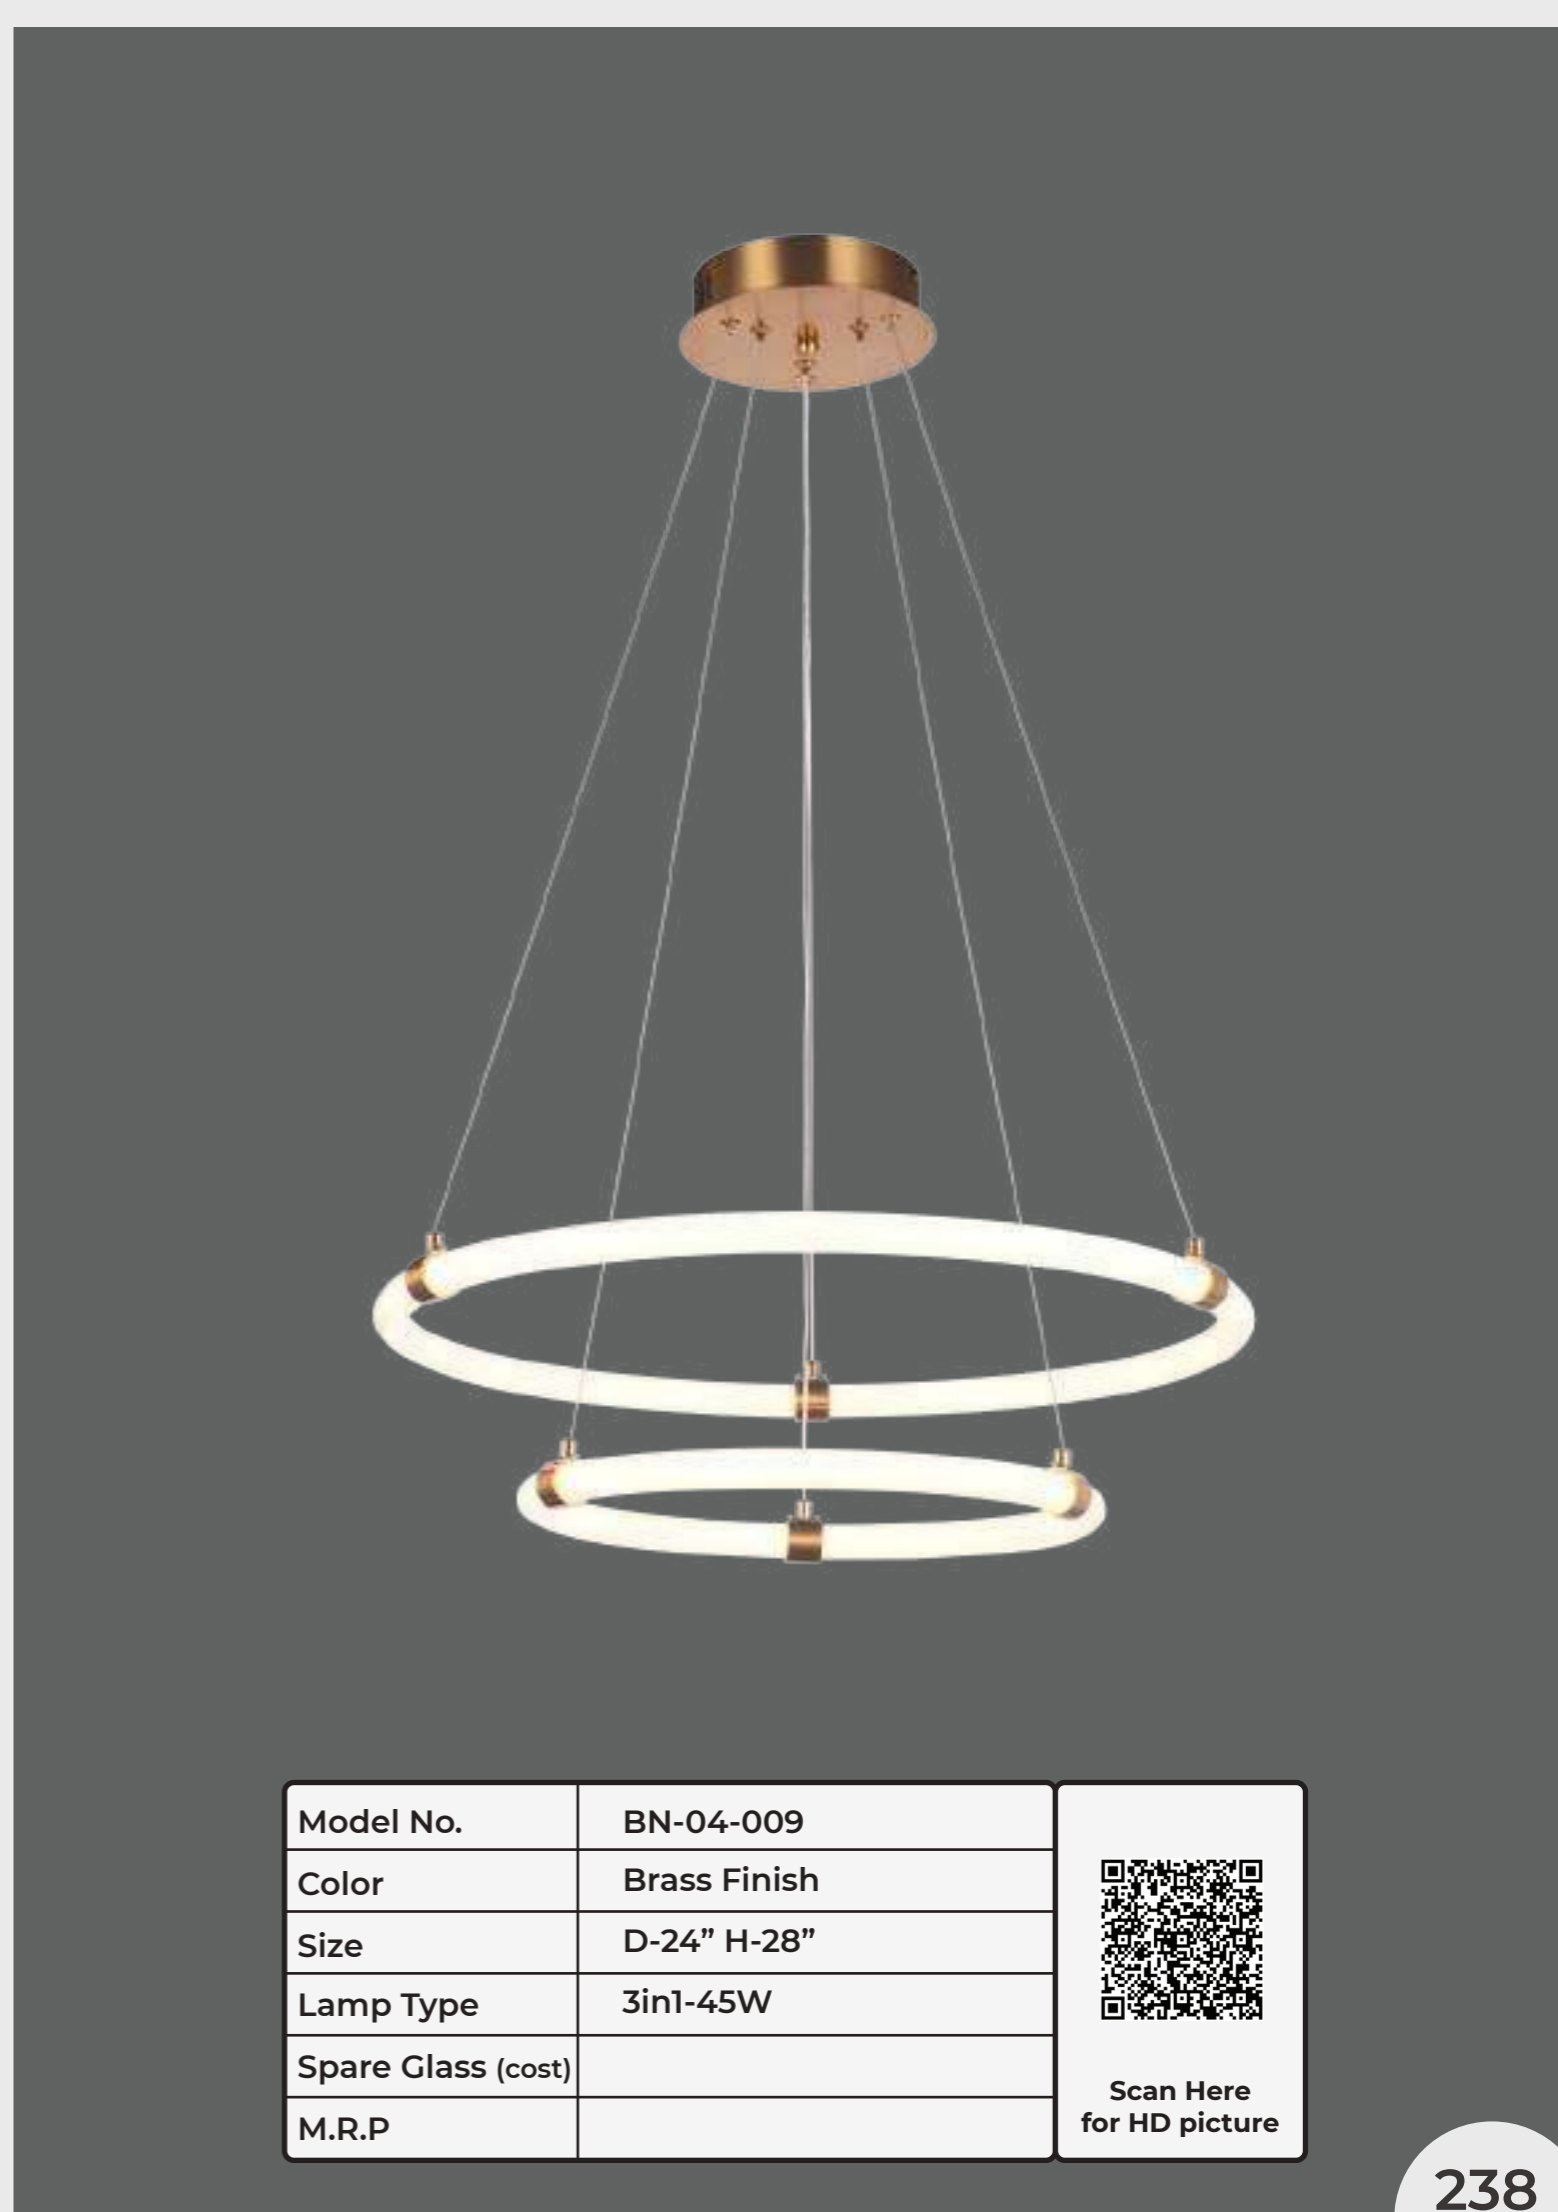 Model No. BN-04-009
Color Brass Finish
Size D-24” H-28”
Lamp Type 3in1-45W
Spare Glass (cost)
M.R.P
Scan Here
for HD picture
238